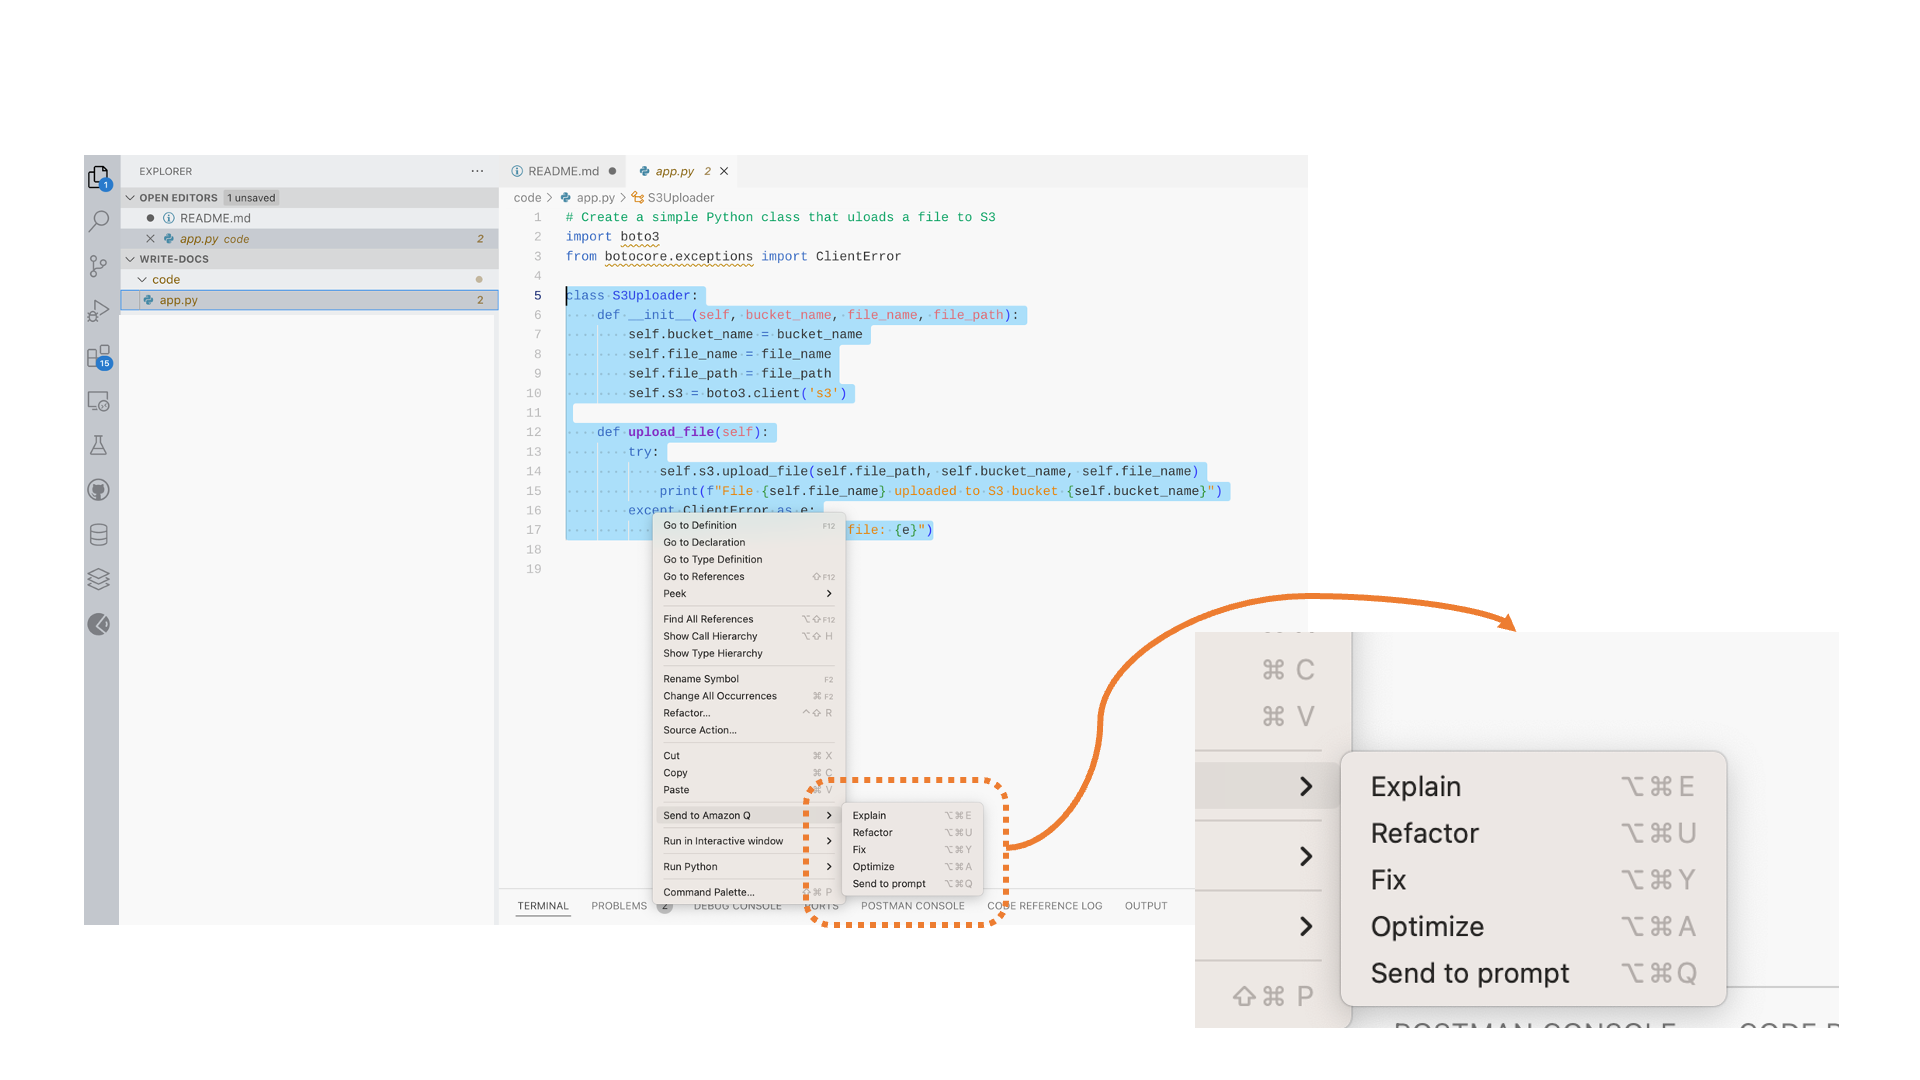 EXPLORER
OPEN EDITORS 1 unsaved
README.md
app.py code 2
WRITE-DOCS
code
app.py 2
1
15
README.md
app.py 2
code > app.py > S3Uploader
1 # Create a simple Python class that uloads a file to S3
2 import boto3
3 from botocore.exceptions import ClientError
4
5 class S3Uploader:
6 def __init__(self, bucket_name, file_name, file_path):
7 self.bucket_name = bucket_name
8 self.file_name = file_name
9 self.file_path = file_path
10 self.s3 = boto3.client('s3')
11
12 def upload_file(self):
13 try:
14 self.s3.upload_file(self.file_path, self.bucket_name, self.file_name)
15 print(f"File {self.file_name} uploaded to S3 bucket {self.bucket_name}")
16 except ClientError as e:
17 file: {e}")
18
19
Go to Definition F12
Go to Declaration
Go to Type Definition
Go to References ⇧F12
Peek
Find All References ⌥⇧F12
Show Call Hierarchy ⌥⇧ H
Show Type Hierarchy
Rename Symbol F2
Change All Occurrences ⌘ F2
Refactor... ^⇧ R
Source Action...
Cut ⌘ X
Copy ⌘ C
Paste ⌘ V
Send to Amazon Q
Run in Interactive window
Run Python
Command Palette... ⇧⌘ P
Explain ⌥⌘E
Refactor ⌥⌘U
Fix ⌥⌘Y
Optimize ⌥⌘A
Send to prompt ⌥⌘Q
TERMINAL PROBLEMS 2 DEBUG CONSOLE PORTS POSTMAN CONSOLE CODE REFERENCE LOG OUTPUT
⌘ C
⌘ V
Explain ⌥⌘E
Refactor ⌥⌘U
Fix ⌥⌘Y
Optimize ⌥⌘A
Send to prompt ⌥⌘Q
⇧⌘ P
POSTMAN CONSOLE CODE R